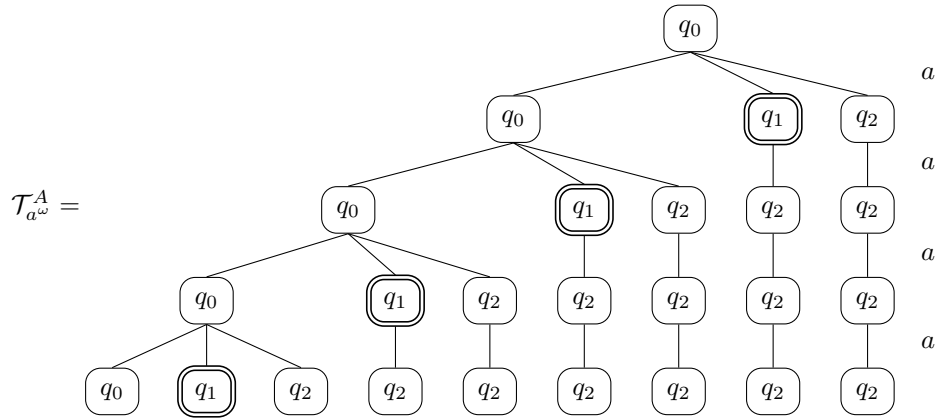 q₀
a
q₀ q₁ q₂
a
𝒯ᴬ_{a^ω} = q₀ q₁ q₂ q₂ q₂
a
q₀ q₁ q₂ q₂ q₂ q₂ q₂
a
q₀ q₁ q₂ q₂ q₂ q₂ q₂ q₂ q₂